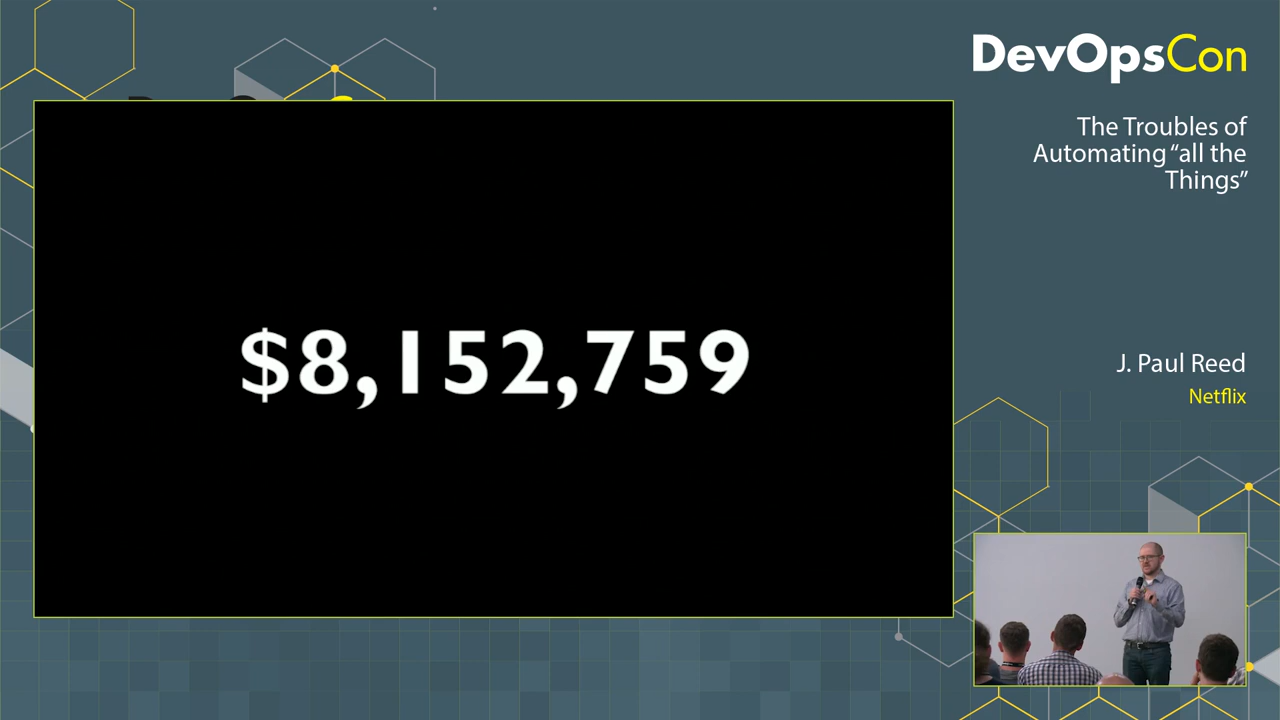 DevOpsCon
The Troubles of
Automating “all the
Things”
$8,152,759
J. Paul Reed
Netflix